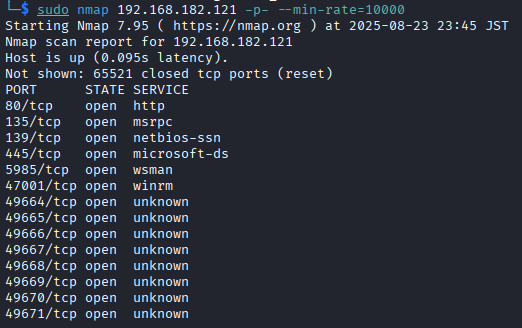 └─$ sudo nmap 192.168.182.121 -p- --min-rate=10000
Starting Nmap 7.95 ( https://nmap.org ) at 2025-08-23 23:45 JST
Nmap scan report for 192.168.182.121
Host is up (0.095s latency).
Not shown: 65521 closed tcp ports (reset)
PORT      STATE SERVICE
80/tcp    open  http
135/tcp   open  msrpc
139/tcp   open  netbios-ssn
445/tcp   open  microsoft-ds
5985/tcp  open  wsman
47001/tcp open  winrm
49664/tcp open  unknown
49665/tcp open  unknown
49666/tcp open  unknown
49667/tcp open  unknown
49668/tcp open  unknown
49669/tcp open  unknown
49670/tcp open  unknown
49671/tcp open  unknown